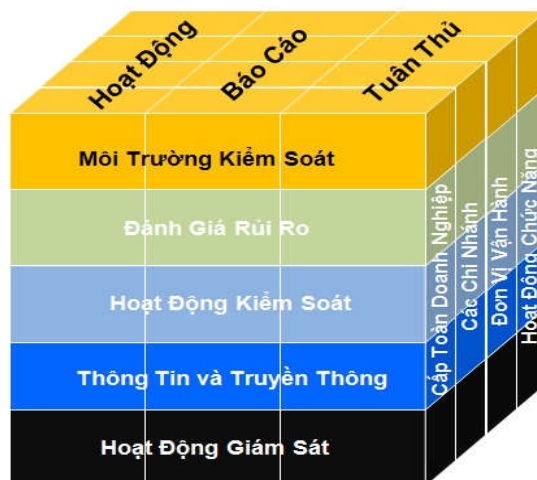 Hoạt Động
Báo Cáo
Tuân Thủ
Môi Trường Kiểm Soát
Đánh Giá Rủi Ro
Hoạt Động Kiểm Soát
Thông Tin và Truyền Thông
Hoạt Động Giám Sát
Cấp Toàn Doanh Nghiệp
Các Chi Nhánh
Đơn Vị Vận Hành
Hoạt Động Chức Năng